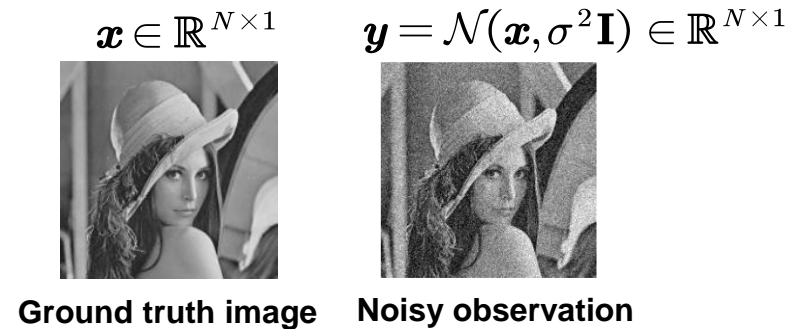 𝒙 ∈ ℝ^{N×1}
𝒚 = 𝒩(𝒙, σ²𝐈) ∈ ℝ^{N×1}
Ground truth image
Noisy observation